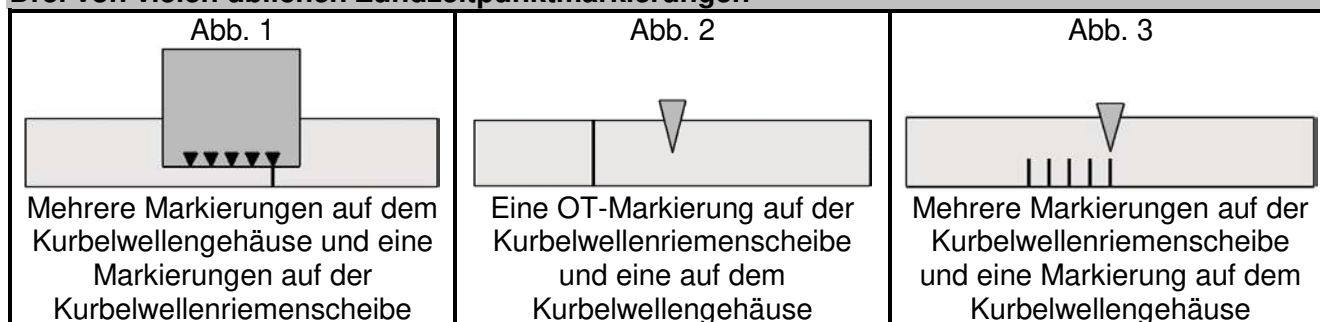 Drei von vielen üblichen Zündzeitpunktmarkierungen
Abb. 1
Mehrere Markierungen auf dem
Kurbelwellengehäuse und eine
Markierungen auf der
Kurbelwellenriemenscheibe
Abb. 2
Eine OT-Markierung auf der
Kurbelwellenriemenscheibe
und eine auf dem
Kurbelwellengehäuse
Abb. 3
Mehrere Markierungen auf der
Kurbelwellenriemenscheibe
und eine Markierung auf dem
Kurbelwellengehäuse